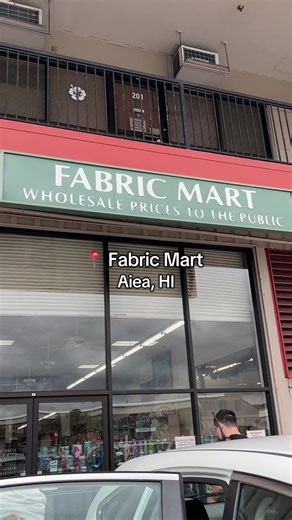 201
FABRIC MART
WHOLESALE PRICES TO THE PUBLIC
Fabric Mart
Aiea, HI